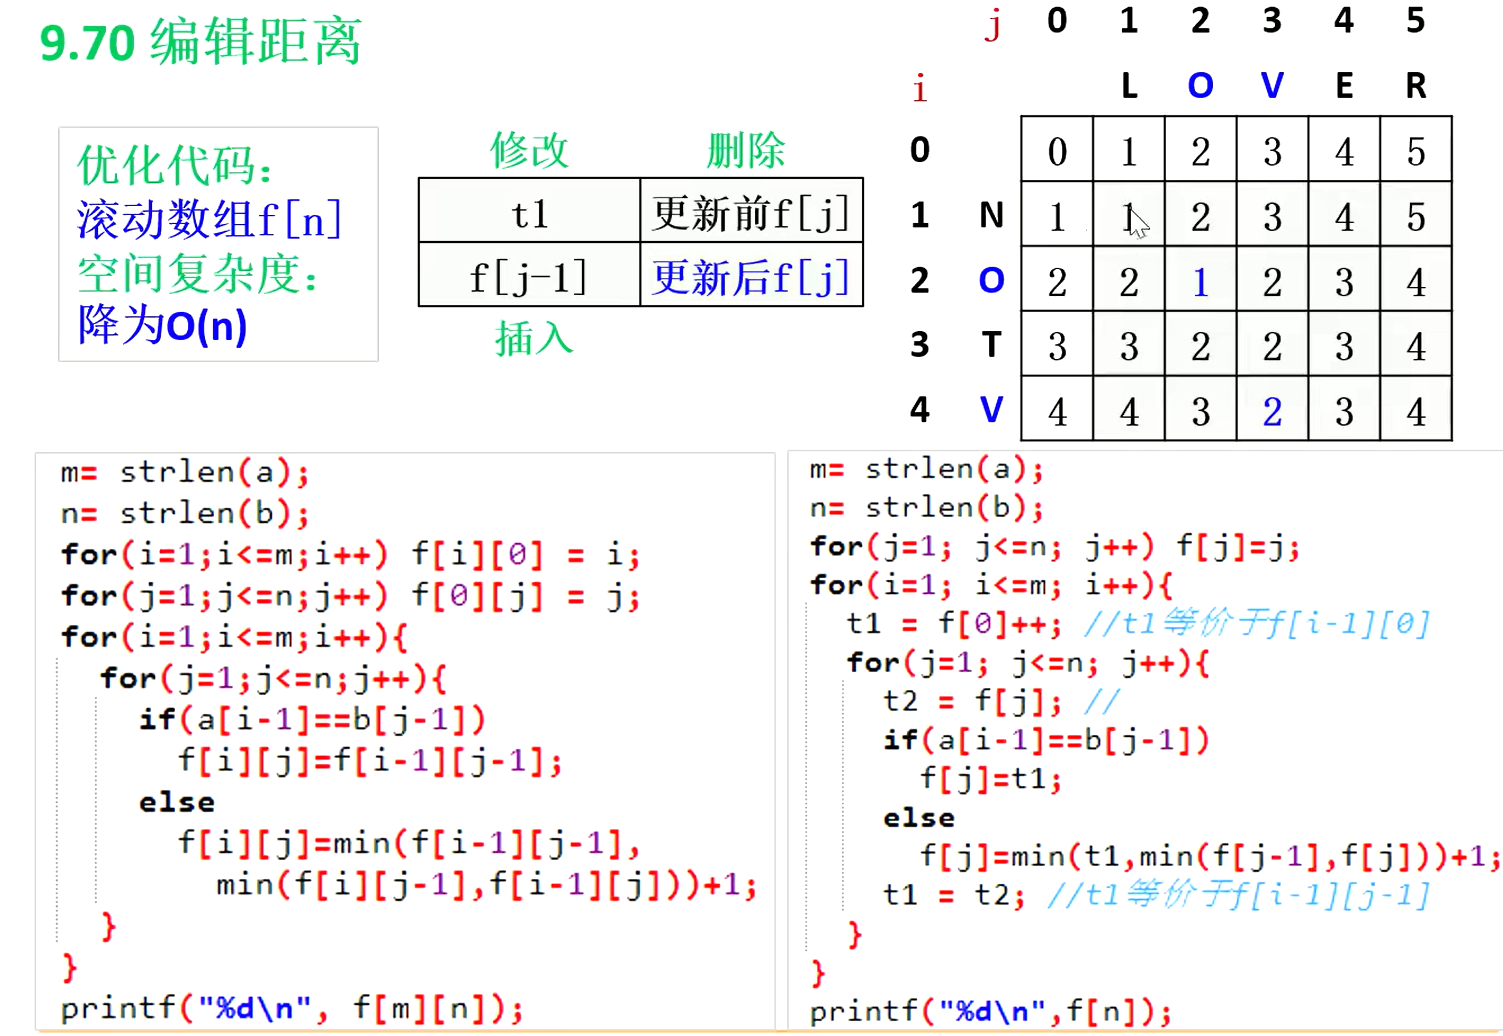 9.70 编辑距离
优化代码：
滚动数组f[n]
空间复杂度：
降为O(n)
修改 删除
t1 更新前f[j]
f[j-1] 更新后f[j]
插入
j 0 1 2 3 4 5
i L O V E R
0 0 1 2 3 4 5
1 N 1 1 2 3 4 5
2 O 2 2 1 2 3 4
3 T 3 3 2 2 3 4
4 V 4 4 3 2 3 4
m= strlen(a);
n= strlen(b);
for(i=1;i<=m;i++) f[i][0] = i;
for(j=1;j<=n;j++) f[0][j] = j;
for(i=1;i<=m;i++){
for(j=1;j<=n;j++){
if(a[i-1]==b[j-1])
f[i][j]=f[i-1][j-1];
else
f[i][j]=min(f[i-1][j-1],
min(f[i][j-1],f[i-1][j]))+1;
}
}
printf("%d\n", f[m][n]);
m= strlen(a);
n= strlen(b);
for(j=1; j<=n; j++) f[j]=j;
for(i=1; i<=m; i++){
t1 = f[0]++; //t1等价于f[i-1][0]
for(j=1; j<=n; j++){
t2 = f[j]; //
if(a[i-1]==b[j-1])
f[j]=t1;
else
f[j]=min(t1,min(f[j-1],f[j]))+1;
t1 = t2; //t1等价于f[i-1][j-1]
}
}
printf("%d\n",f[n]);